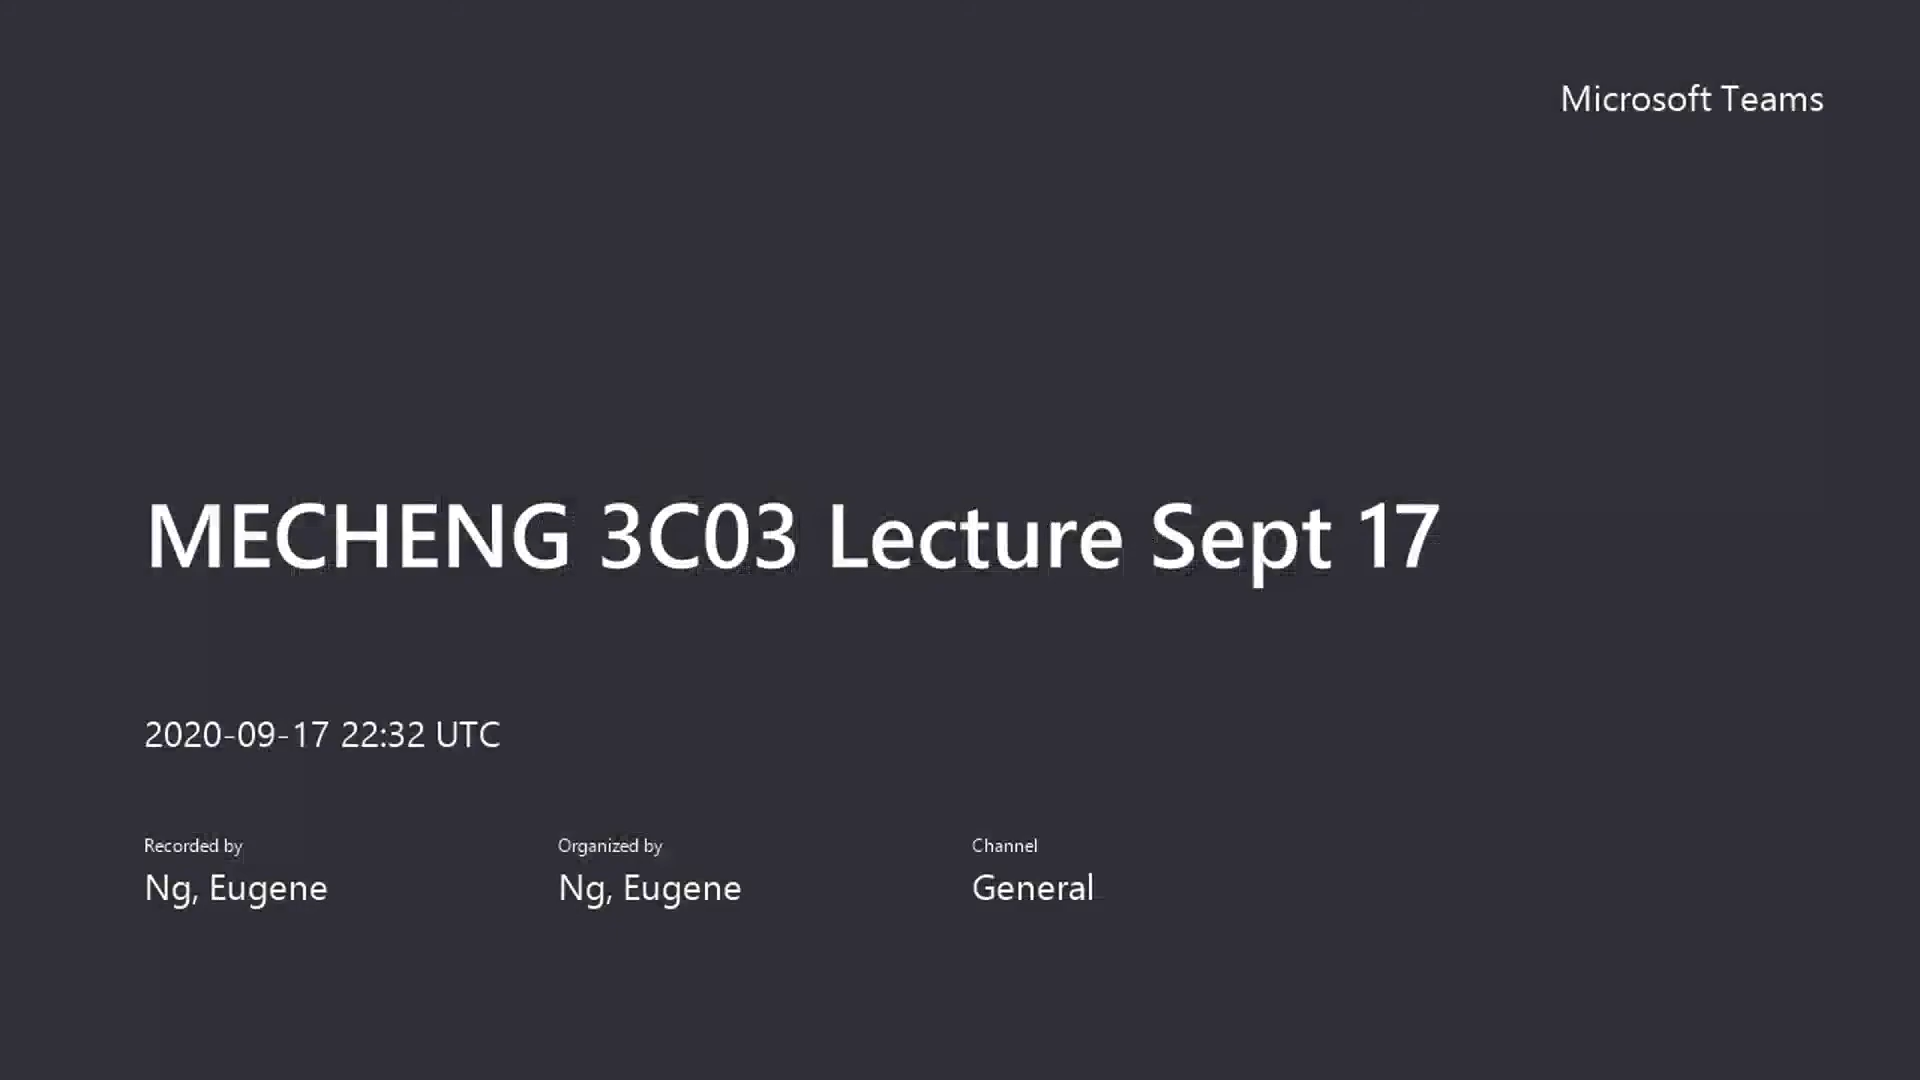 Microsoft Teams
MECHENG 3C03 Lecture Sept 17
2020-09-17 22:32 UTC
Recorded by
Ng, Eugene
Organized by
Ng, Eugene
Channel
General